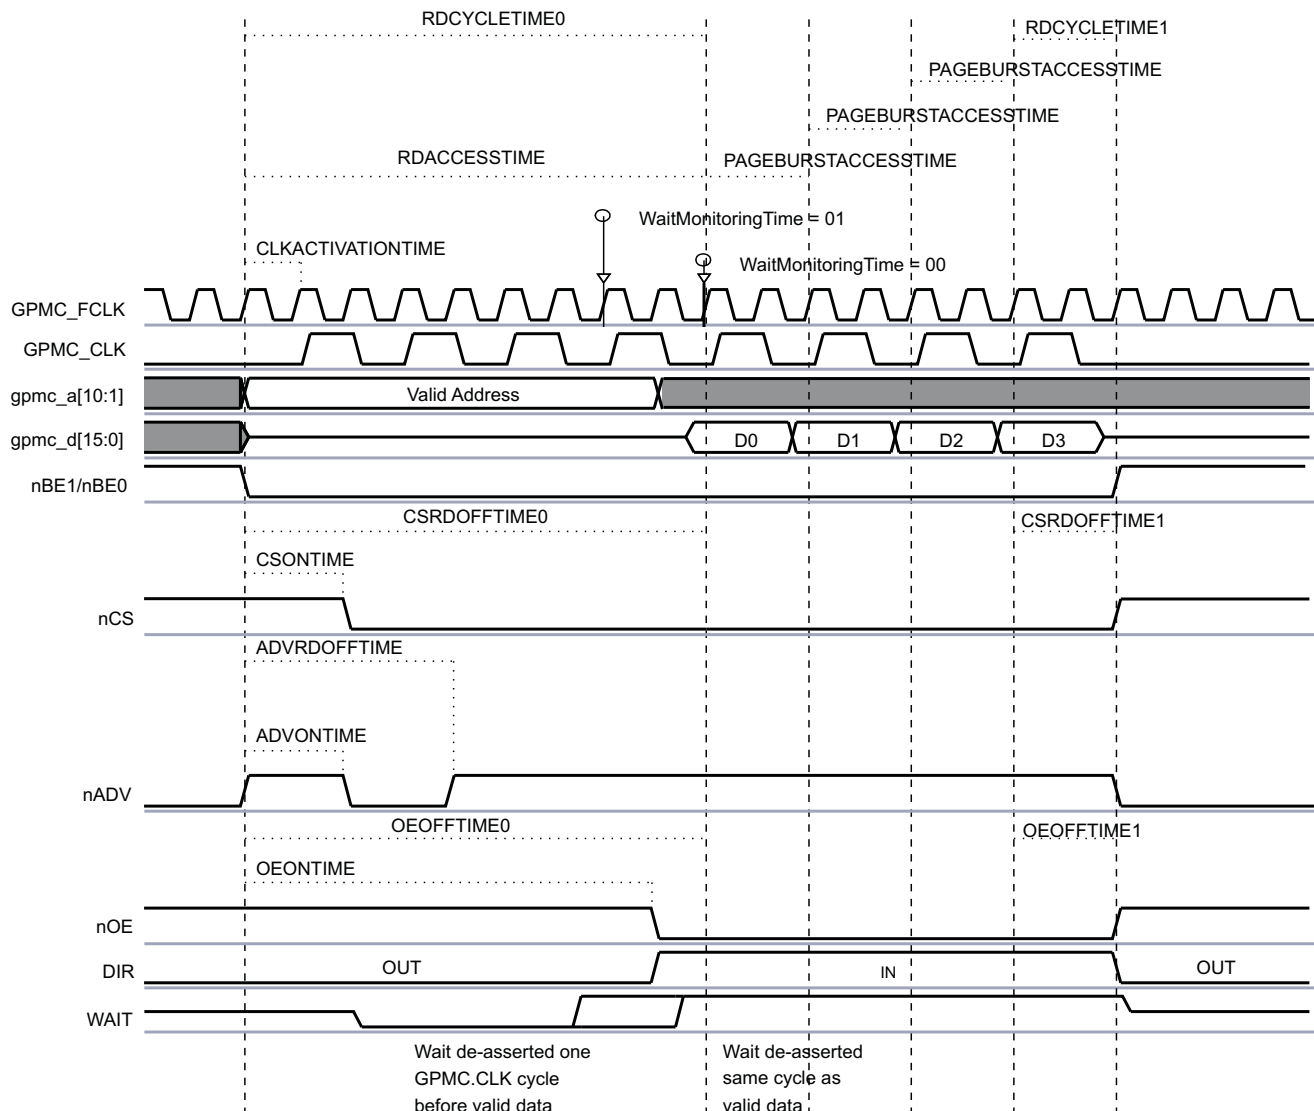 RDCYCLETIME0
RDCYCLETIME1
PAGEBURSTACCESSTIME
PAGEBURSTACCESSTIME
RDACCESSTIME
PAGEBURSTACCESSTIME
WaitMonitoringTime = 01
CLKACTIVATIONTIME
WaitMonitoringTime = 00
GPMC_FCLK
GPMC_CLK
gpmc_a[10:1]
Valid Address
gpmc_d[15:0]
D0
D1
D2
D3
nBE1/nBE0
CSRDOFFTIME0
CSRDOFFTIME1
CSONTIME
nCS
ADVRDOFFTIME
ADVONTIME
nADV
OEOFFTIME0
OEOFFTIME1
OEONTIME
nOE
DIR
OUT
IN
OUT
WAIT
Wait de-asserted one
GPMC.CLK cycle
before valid data
Wait de-asserted
same cycle as
valid data